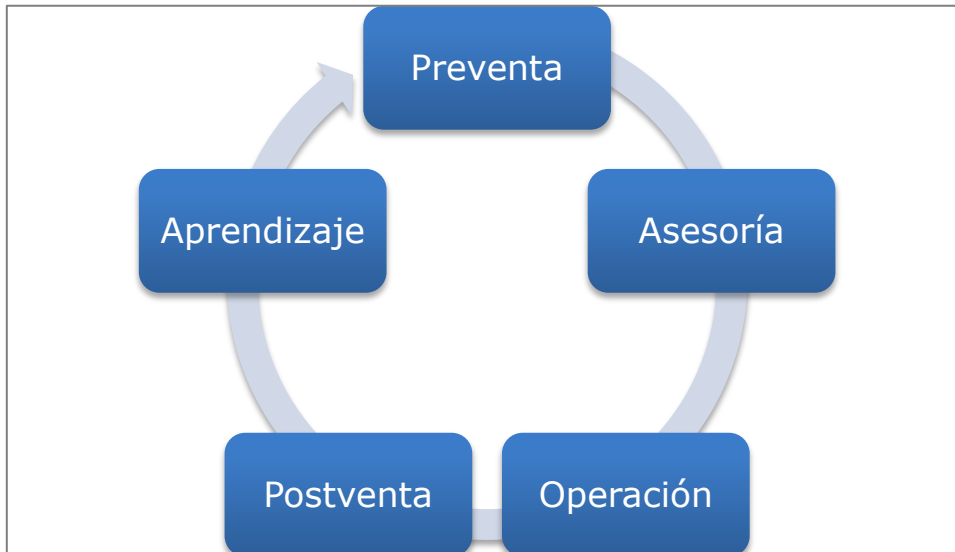 Preventa
Asesoría
Operación
Postventa
Aprendizaje